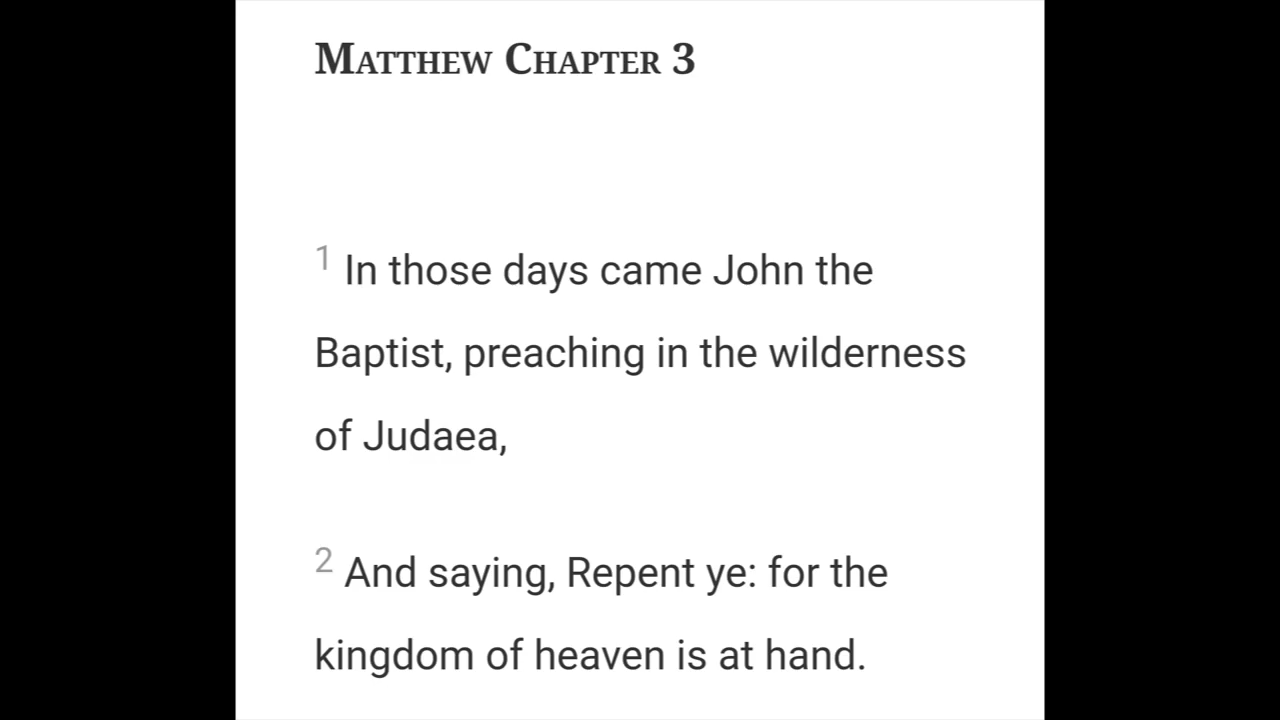 Matthew Chapter 3
1 In those days came John the
Baptist, preaching in the wilderness
of Judaea,
2 And saying, Repent ye: for the
kingdom of heaven is at hand.